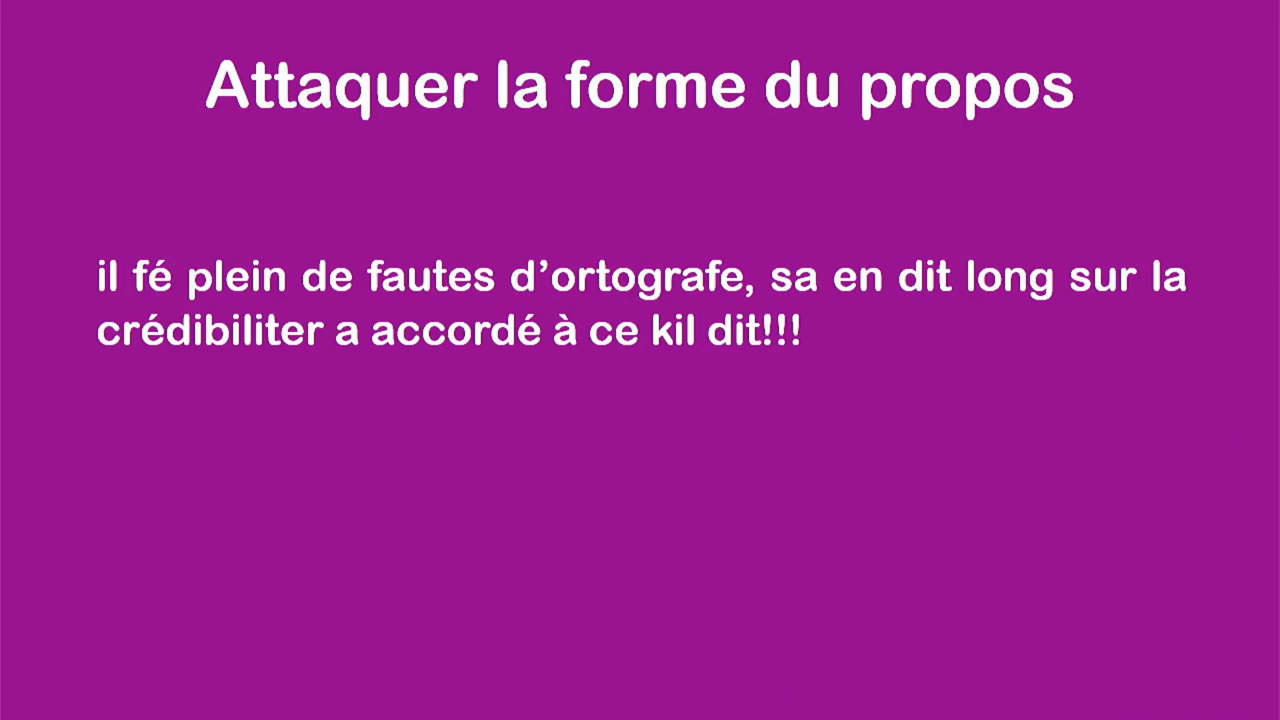 Attaquer la forme du propos
il fé plein de fautes d’ortografe, sa en dit long sur la
crédibiliter a accordé à ce kil dit!!!